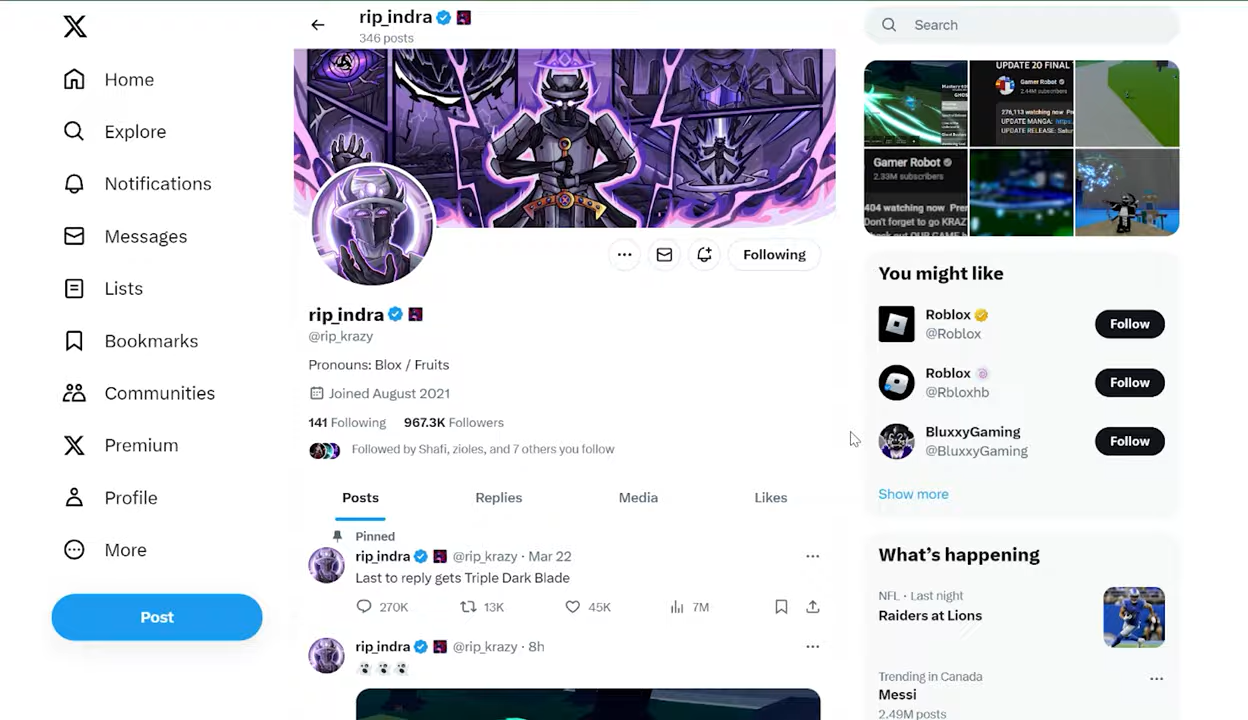 Home
Explore
Notifications
Messages
Lists
Bookmarks
Communities
Premium
Profile
More
Post
rip_indra
346 posts
Following
rip_indra
@rip_krazy
Pronouns: Blox / Fruits
Joined August 2021
141 Following 967.3K Followers
Followed by Shafi, zioles, and 7 others you follow
Posts Replies Media Likes
Pinned
rip_indra @rip_krazy · Mar 22
Last to reply gets Triple Dark Blade
270K 13K 45K 7M
rip_indra @rip_krazy · 8h
Search
UPDATE 20 FINAL
Gamer Robot
2.44M subscribers
276,113 watching now
UPDATE MANGA:
UPDATE RELEASE:
Gamer Robot
2.33M subscribers
404 watching now
Don't forget to go KRAZ
You might like
Roblox
@Roblox
Follow
Roblox
@Rbloxhb
Follow
BluxxyGaming
@BluxxyGaming
Follow
Show more
What's happening
NFL · Last night
Raiders at Lions
Trending in Canada
Messi
2.49M posts